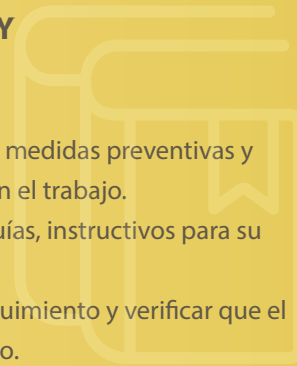 Y
medidas preventivas y
n el trabajo.
uías, instructivos para su
uimiento y verificar que el
o.